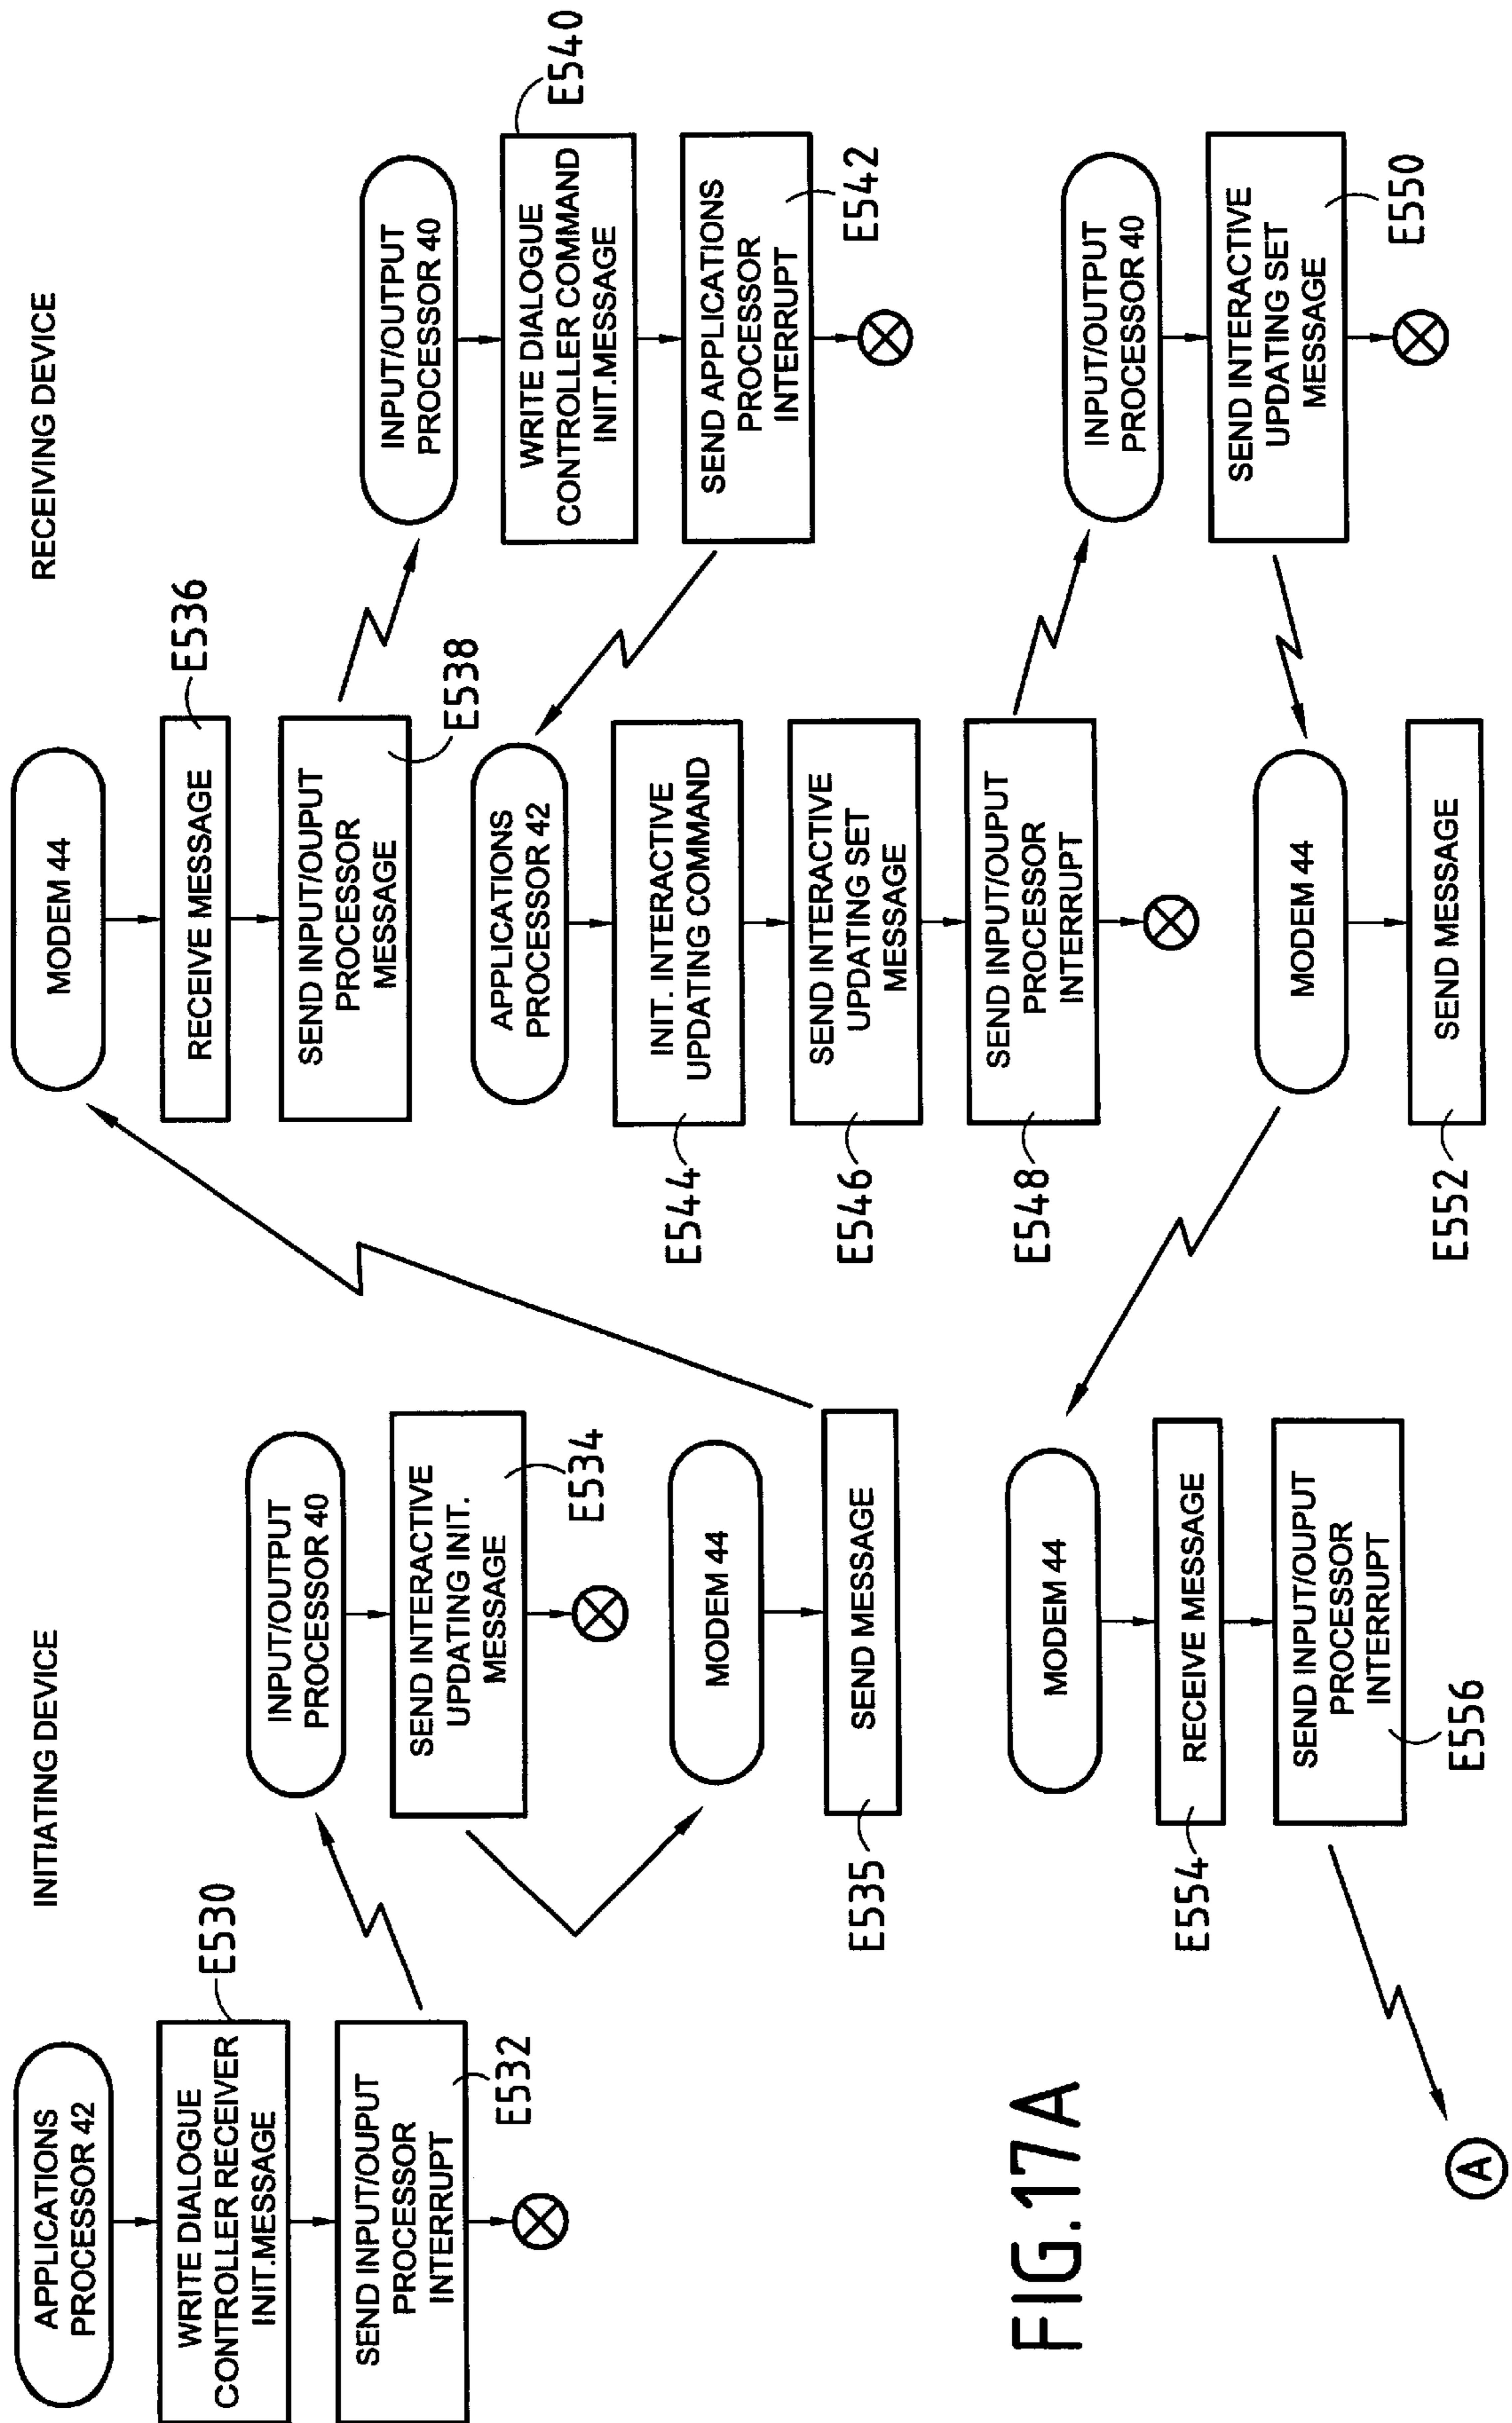 INITIATING DEVICE
APPLICATIONS
PROCESSOR 42
WRITE DIALOGUE
CONTROLLER RECEIVER
INIT.MESSAGE
E530
SEND INPUT/OUPUT
PROCESSOR
INTERRUPT
E532
INPUT/OUTPUT
PROCESSOR 40
SEND INTERACTIVE
UPDATING INIT.
MESSAGE
E534
MODEM 44
SEND MESSAGE
E535
MODEM 44
RECEIVE MESSAGE
E554
SEND INPUT/OUPUT
PROCESSOR
INTERRUPT
E556
A
RECEIVING DEVICE
MODEM 44
RECEIVE MESSAGE
E536
SEND INPUT/OUPUT
PROCESSOR
MESSAGE
E538
INPUT/OUTPUT
PROCESSOR 40
WRITE DIALOGUE
CONTROLLER COMMAND
INIT.MESSAGE
E540
SEND APPLICATIONS
PROCESSOR
INTERRUPT
E542
APPLICATIONS
PROCESSOR 42
INIT. INTERACTIVE
UPDATING COMMAND
E544
SEND INTERACTIVE
UPDATING SET
MESSAGE
E546
SEND INPUT/OUPUT
PROCESSOR
INTERRUPT
E548
INPUT/OUTPUT
PROCESSOR 40
SEND INTERACTIVE
UPDATING SET
MESSAGE
E550
MODEM 44
SEND MESSAGE
E552
FIG.17A